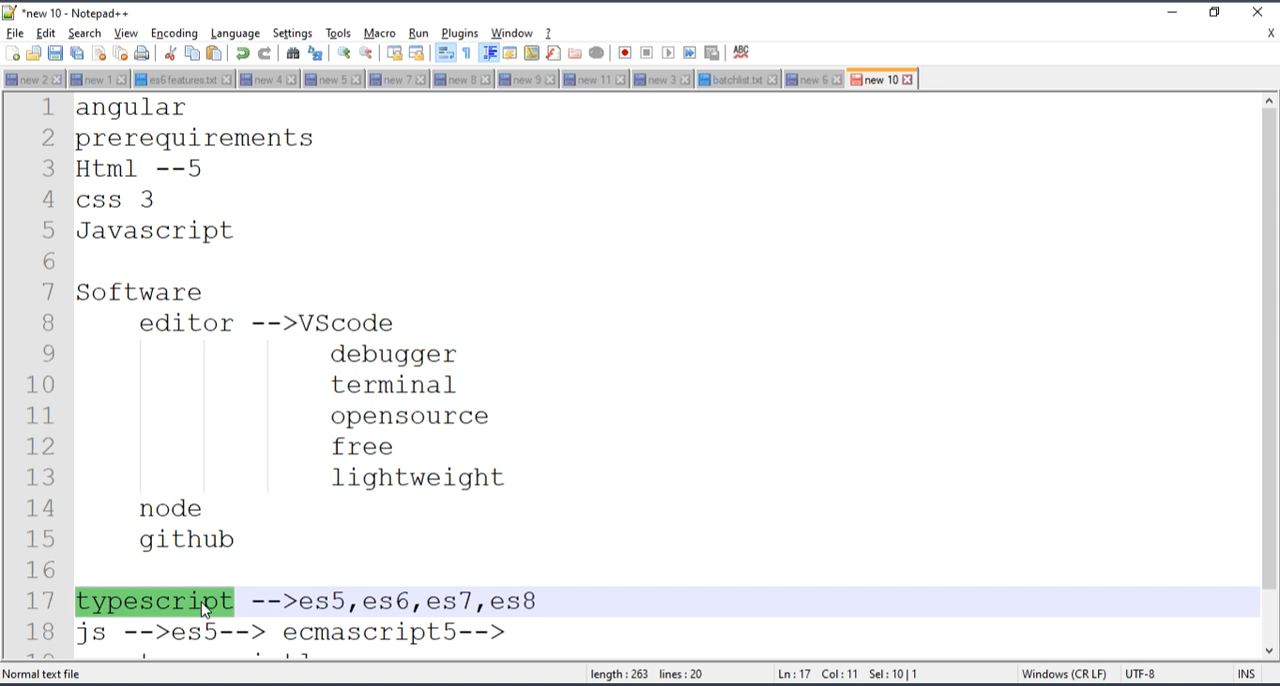 *new 10 - Notepad++
File Edit Search View Encoding Language Settings Tools Macro Run Plugins Window ? X
new 2 new 1 es6 features.txt new 4 new 5 new 7 new 8 new 9 new 11 new 3 batchlist.txt new 6 new 10
1 angular
2 prerequirements
3 Html --5
4 css 3
5 Javascript
6
7 Software
8 editor -->VScode
9 debugger
10 terminal
11 opensource
12 free
13 lightweight
14 node
15 github
16
17 typescript -->es5,es6,es7,es8
18 js -->es5--> ecmascript5-->
Normal text file length : 263 lines : 20 Ln : 17 Col : 11 Sel : 10 | 1 Windows (CR LF) UTF-8 INS